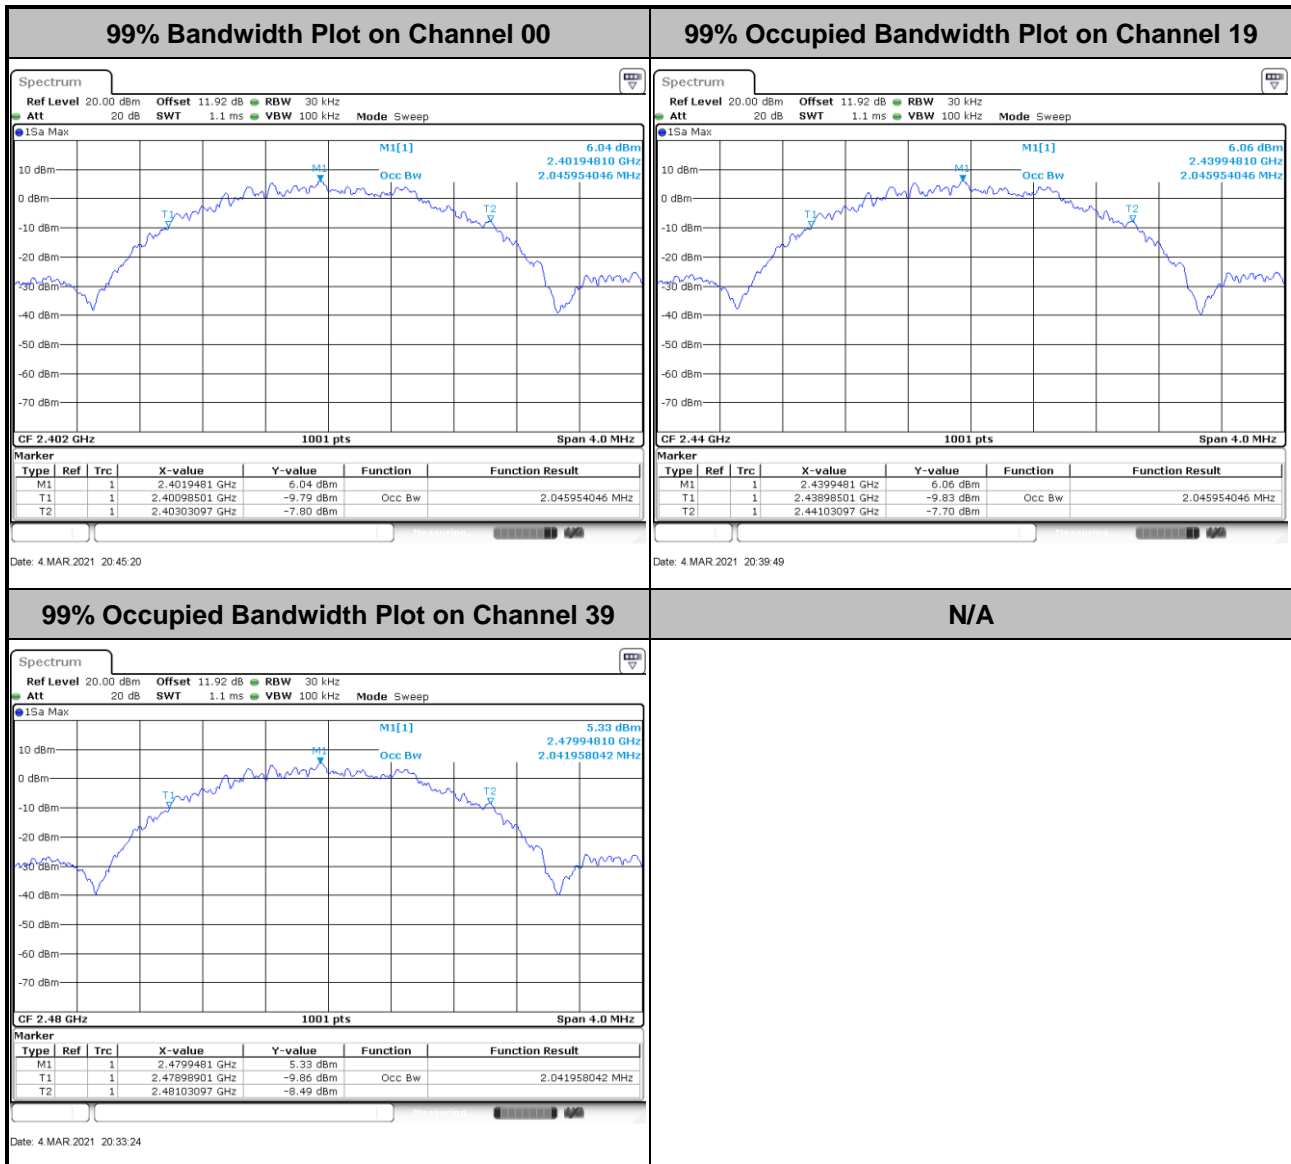 99% Bandwidth Plot on Channel 00
Spectrum
Ref Level 20.00 dBm Offset 11.92 dB RBW 30 kHz
Att 20 dB SWT 1.1 ms VBW 100 kHz Mode Sweep
1Sa Max
M1[1] 6.04 dBm
2.40194810 GHz
Occ Bw 2.045954046 MHz
10 dBm
0 dBm
-10 dBm
-20 dBm
-30 dBm
-40 dBm
-50 dBm
-60 dBm
-70 dBm
M1
T1
T2
CF 2.402 GHz 1001 pts Span 4.0 MHz
Marker
Type Ref Trc X-value Y-value Function Function Result
M1 1 2.4019481 GHz 6.04 dBm
T1 1 2.40098501 GHz -9.79 dBm Occ Bw 2.045954046 MHz
T2 1 2.40303097 GHz -7.80 dBm
Date: 4.MAR.2021 20:45:20
99% Occupied Bandwidth Plot on Channel 19
Spectrum
Ref Level 20.00 dBm Offset 11.92 dB RBW 30 kHz
Att 20 dB SWT 1.1 ms VBW 100 kHz Mode Sweep
1Sa Max
M1[1] 6.06 dBm
2.43994810 GHz
Occ Bw 2.045954046 MHz
10 dBm
0 dBm
-10 dBm
-20 dBm
-30 dBm
-40 dBm
-50 dBm
-60 dBm
-70 dBm
M1
T1
T2
CF 2.44 GHz 1001 pts Span 4.0 MHz
Marker
Type Ref Trc X-value Y-value Function Function Result
M1 1 2.4399481 GHz 6.06 dBm
T1 1 2.43898501 GHz -9.83 dBm Occ Bw 2.045954046 MHz
T2 1 2.44103097 GHz -7.70 dBm
Date: 4.MAR.2021 20:39:49
99% Occupied Bandwidth Plot on Channel 39
Spectrum
Ref Level 20.00 dBm Offset 11.92 dB RBW 30 kHz
Att 20 dB SWT 1.1 ms VBW 100 kHz Mode Sweep
1Sa Max
M1[1] 5.33 dBm
2.47994810 GHz
Occ Bw 2.041958042 MHz
10 dBm
0 dBm
-10 dBm
-20 dBm
-30 dBm
-40 dBm
-50 dBm
-60 dBm
-70 dBm
M1
T1
T2
CF 2.48 GHz 1001 pts Span 4.0 MHz
Marker
Type Ref Trc X-value Y-value Function Function Result
M1 1 2.4799481 GHz 5.33 dBm
T1 1 2.47898901 GHz -9.86 dBm Occ Bw 2.041958042 MHz
T2 1 2.48103097 GHz -8.49 dBm
Measuring...
Date: 4.MAR.2021 20:33:24
N/A